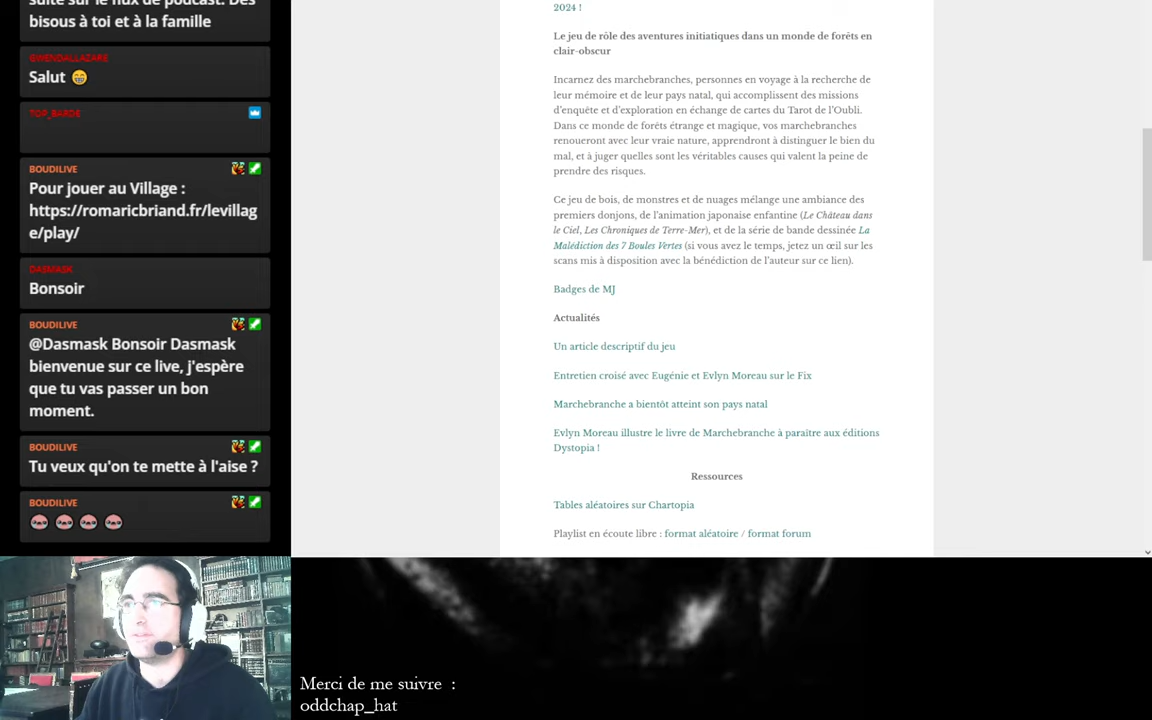 suite sur le flux de podcast. Des
bisous à toi et à la famille
GWENDALLAZARE
Salut 😁
TOP_BARDE
BOUDILIVE
Pour jouer au Village :
https://romaricbriand.fr/levillag
e/play/
DASMASK
Bonsoir
BOUDILIVE
@Dasmask Bonsoir Dasmask
bienvenue sur ce live, j'espère
que tu vas passer un bon
moment.
BOUDILIVE
Tu veux qu'on te mette à l'aise ?
BOUDILIVE
2024 !
Le jeu de rôle des aventures initiatiques dans un monde de forêts en
clair-obscur
Incarnez des marchebranches, personnes en voyage à la recherche de
leur mémoire et de leur pays natal, qui accomplissent des missions
d'enquête et d'exploration en échange de cartes du Tarot de l'Oubli.
Dans ce monde de forêts étrange et magique, vos marchebranches
renoueront avec leur vraie nature, apprendront à distinguer le bien du
mal, et à juger quelles sont les véritables causes qui valent la peine de
prendre des risques.
Ce jeu de bois, de monstres et de nuages mélange une ambiance des
premiers donjons, de l'animation japonaise enfantine (Le Château dans
le Ciel, Les Chroniques de Terre-Mer), et de la série de bande dessinée La
Malédiction des 7 Boules Vertes (si vous avez le temps, jetez un œil sur les
scans mis à disposition avec la bénédiction de l'auteur sur ce lien).
Badges de MJ
Actualités
Un article descriptif du jeu
Entretien croisé avec Eugénie et Evlyn Moreau sur le Fix
Marchebranche a bientôt atteint son pays natal
Evlyn Moreau illustre le livre de Marchebranche à paraître aux éditions
Dystopia !
Ressources
Tables aléatoires sur Chartopia
Playlist en écoute libre : format aléatoire / format forum
Merci de me suivre :
oddchap_hat